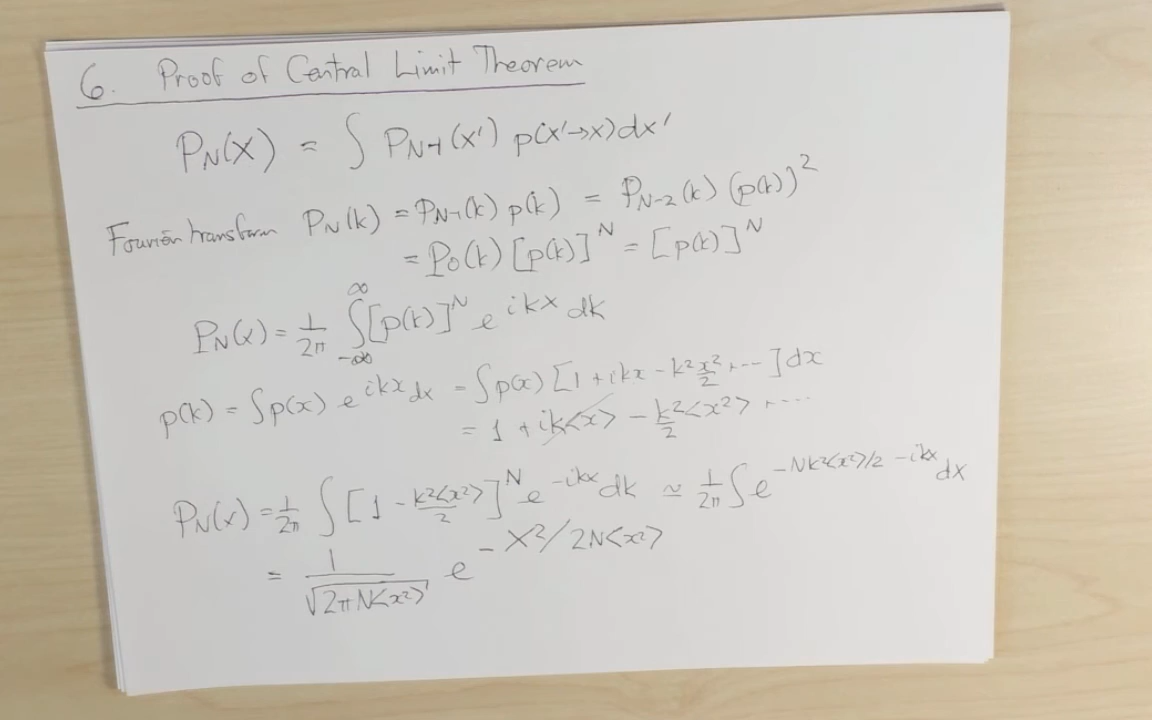 6. Proof of Central Limit Theorem
P_N(X) = ∫ P_{N-1}(x') p(x'→x) dx'
Fourier transform P_N(k) = P_{N-1}(k) p(k) = P_{N-2}(k) (p(k))^2
= P_0(k) [p(k)]^N = [p(k)]^N
P_N(x) = 1/2π ∫_{-∞}^{∞} [p(k)]^N e^{ikx} dk
p(k) = ∫p(x) e^{ikx} dx = ∫p(x) [1 + ikx - k^2 x^2/2 + ...] dx
= 1 + ik<x> - k^2/2 <x^2> + ....
P_N(x) = 1/2π ∫ [1 - k^2<x^2>/2]^N e^{-ikx} dk ≃ 1/2π ∫ e^{-Nk^2<x^2>/2 - ikx} dx
= 1/√(2πN<x^2>) e^{-X^2/2N<x^2>}